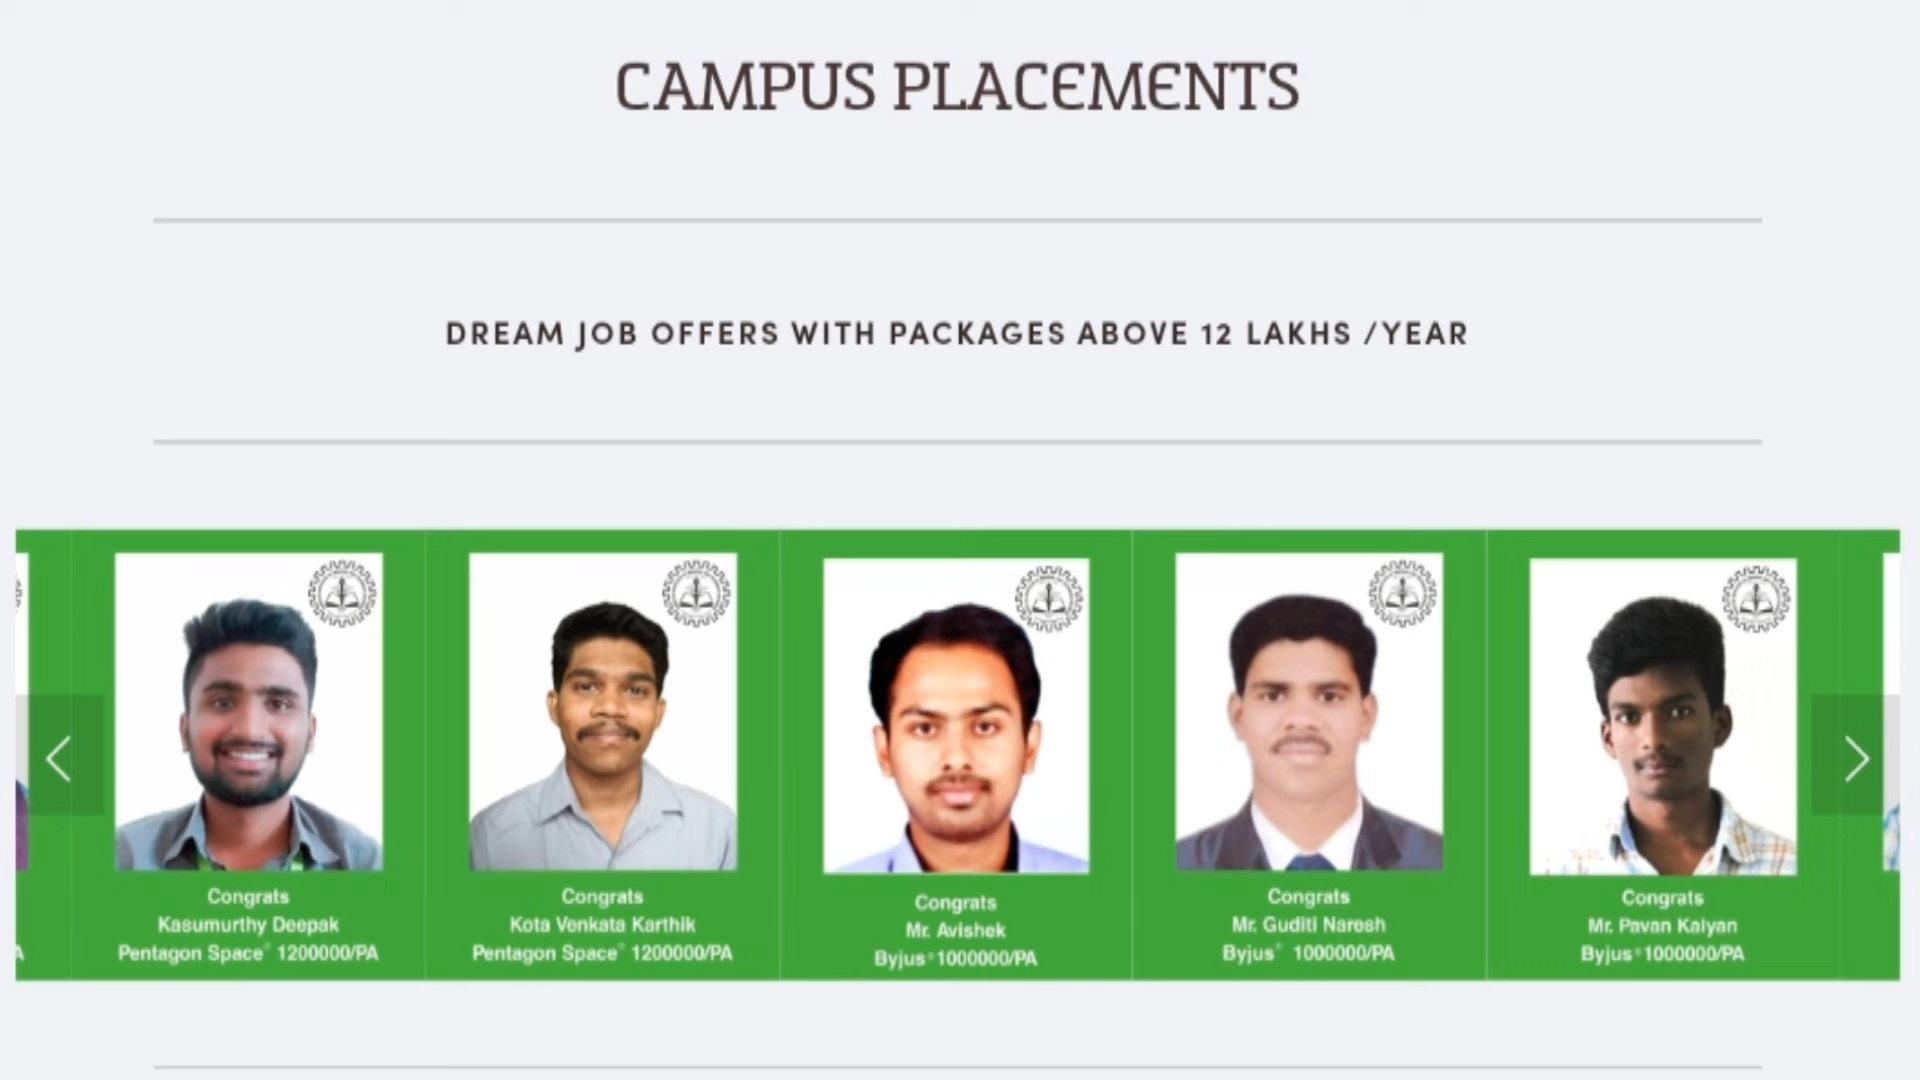 CAMPUS PLACEMENTS
DREAM JOB OFFERS WITH PACKAGES ABOVE 12 LAKHS /YEAR
Congrats
Kasumurthy Deepak
Pentagon Space® 1200000/PA
Congrats
Kota Venkata Karthik
Pentagon Space® 1200000/PA
Congrats
Mr. Avishek
Byjus® 1000000/PA
Congrats
Mr. Guditi Naresh
Byjus® 1000000/PA
Congrats
Mr. Pavan Kalyan
Byjus® 1000000/PA